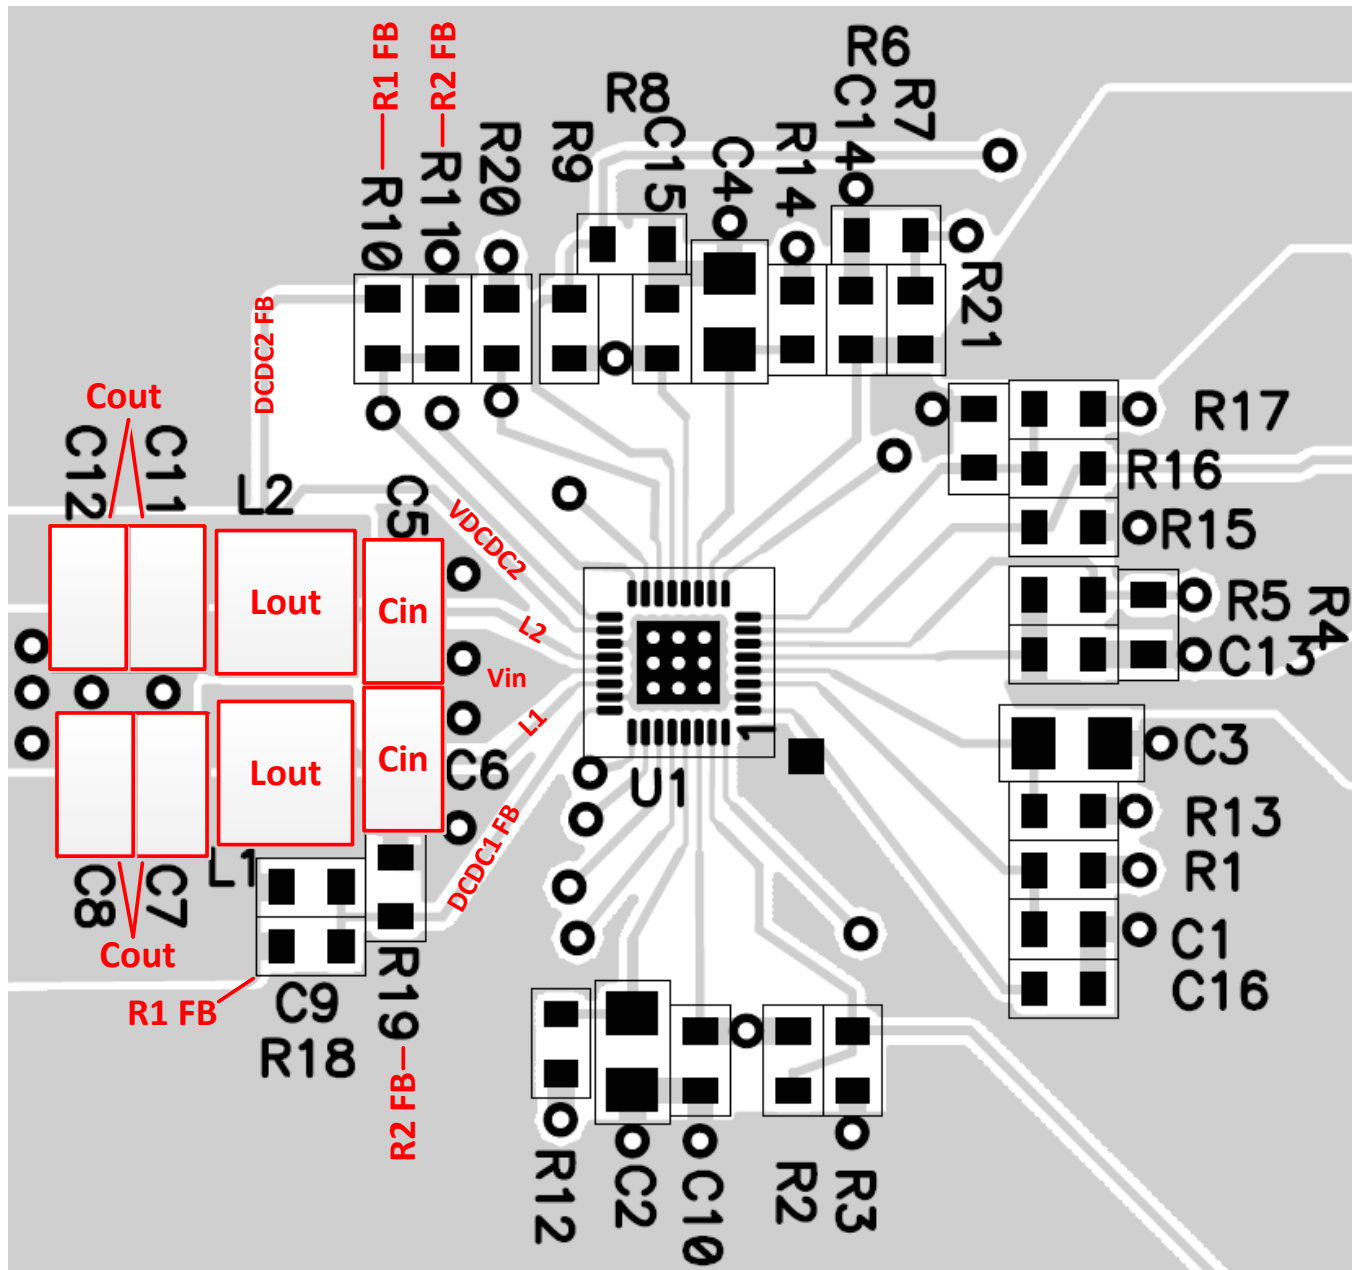 R1 FB
R2 FB
R6
R8
C14
R7
R10
R11
R20
R9
C15
C4
R14
R21
DCDC2 FB
Cout
C12
C11
L2
C5
VDCDC2
R17
R16
R15
Lout
Cin
L2
Vin
L1
R5
R4
C13
1
Lout
Cin
C6
U1
C3
R13
R1
C1
C16
DCDC1 FB
L1
C8
C7
Cout
R1 FB
C9
R18
R19
R2 FB
R12
C2
C10
R2
R3